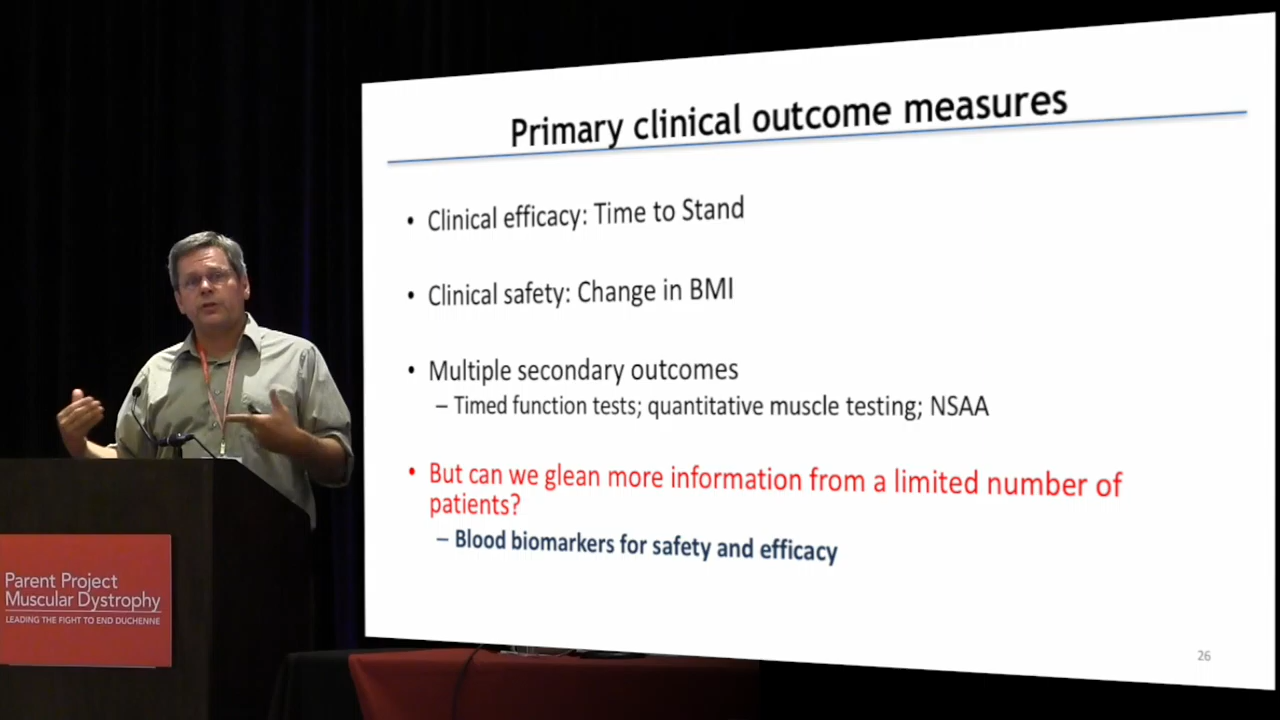 Primary clinical outcome measures
• Clinical efficacy: Time to Stand
• Clinical safety: Change in BMI
• Multiple secondary outcomes
– Timed function tests; quantitative muscle testing; NSAA
• But can we glean more information from a limited number of
patients?
– Blood biomarkers for safety and efficacy
26
Parent Project
Muscular Dystrophy
LEADING THE FIGHT TO END DUCHENNE